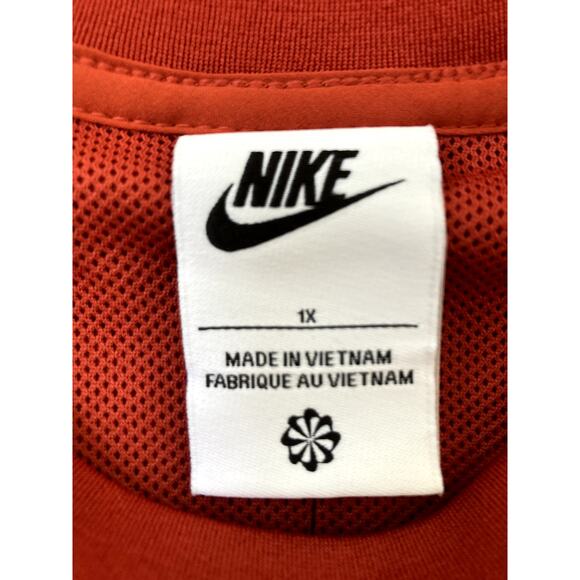 NIKE
1X
MADE IN VIETNAM
FABRIQUE AU VIETNAM